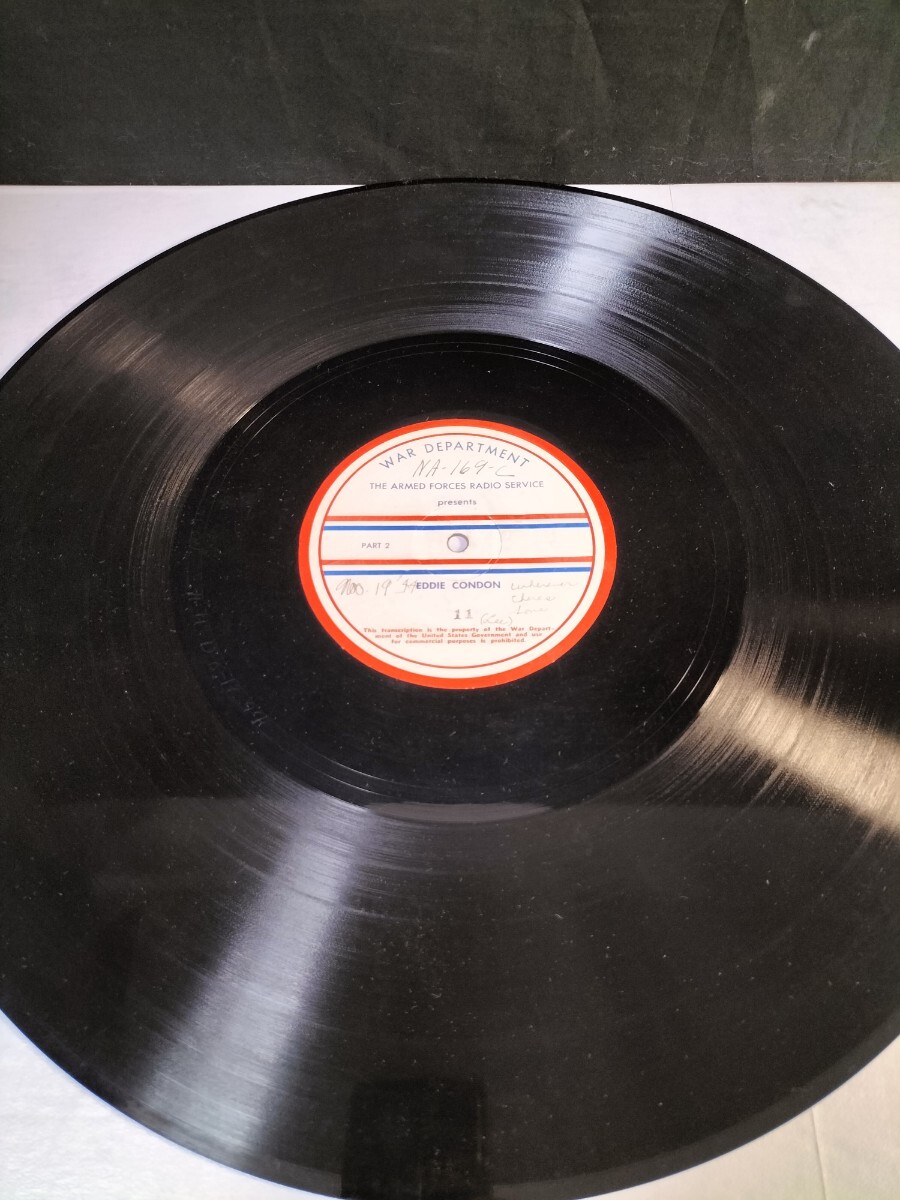 WAR DEPARTMENT
NA-169-C
THE ARMED FORCES RADIO SERVICE
presents
PART 2
EDDIE CONDON
11
This transcription is the property of the War Depart-
ment of the United States Government and use
for commercial purposes is prohibited.